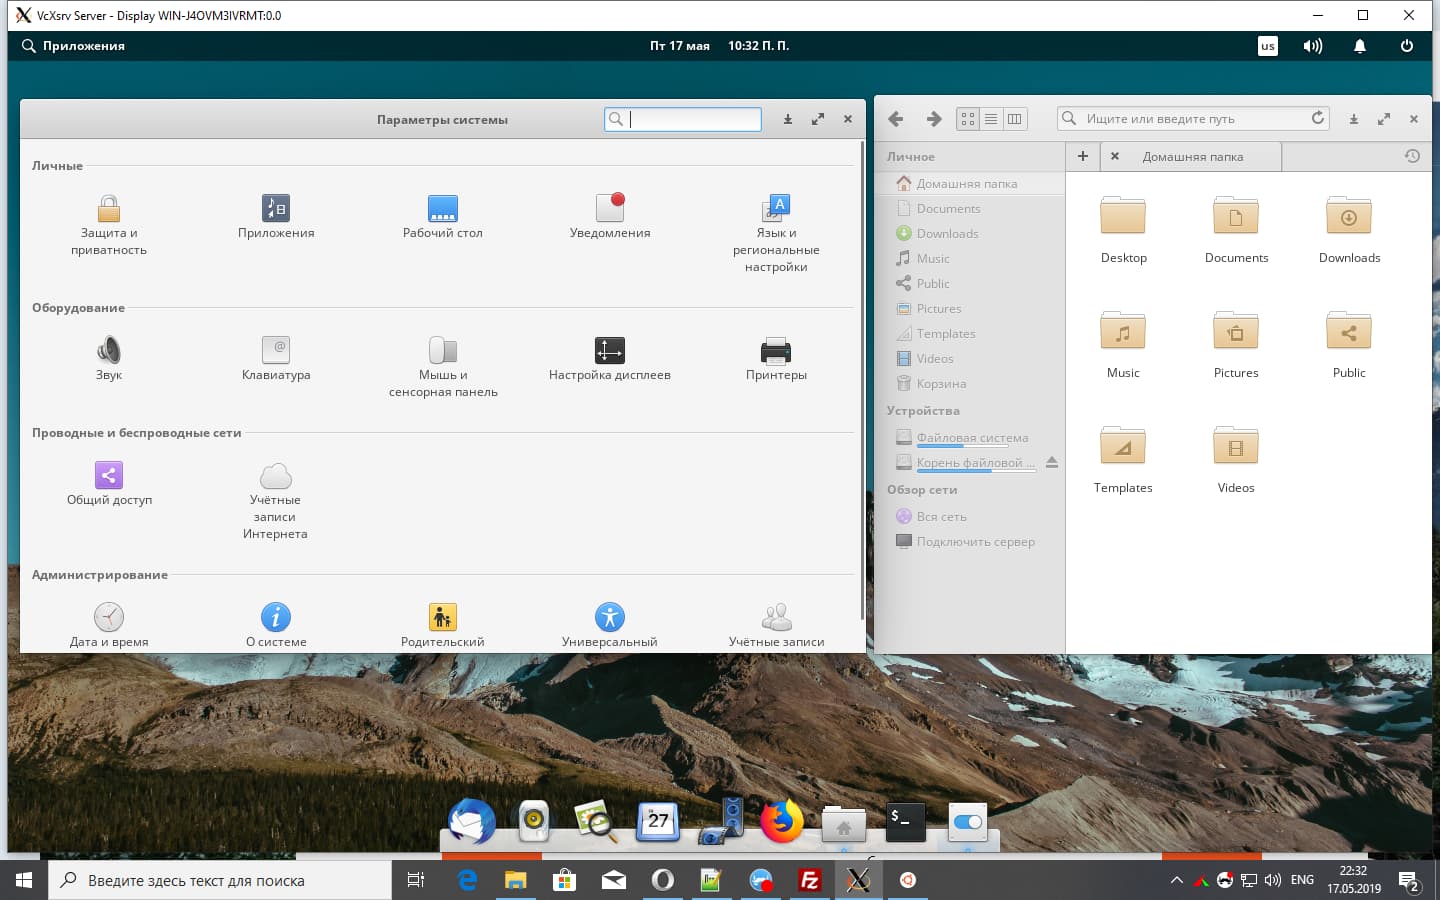 VcXsrv Server - Display WIN-J4OVM3IVRMT:0.0
Приложения
Пт 17 мая 10:32 П. П.
us
Параметры системы
Личные
Защита и
приватность
Приложения
Рабочий стол
Уведомления
Язык и
региональные
настройки
Оборудование
Звук
Клавиатура
Мышь и
сенсорная панель
Настройка дисплеев
Принтеры
Проводные и беспроводные сети
Общий доступ
Учётные
записи
Интернета
Администрирование
Дата и время
О системе
Родительский
Универсальный
Учётные записи
Ищите или введите путь
Личное
Домашняя папка
Documents
Downloads
Music
Public
Pictures
Templates
Videos
Корзина
Устройства
Файловая система
Корень файловой ...
Обзор сети
Вся сеть
Подключить сервер
Домашняя папка
Desktop
Documents
Downloads
Music
Pictures
Public
Templates
Videos
27
$_
Введите здесь текст для поиска
Fz
ENG
22:32
17.05.2019
2